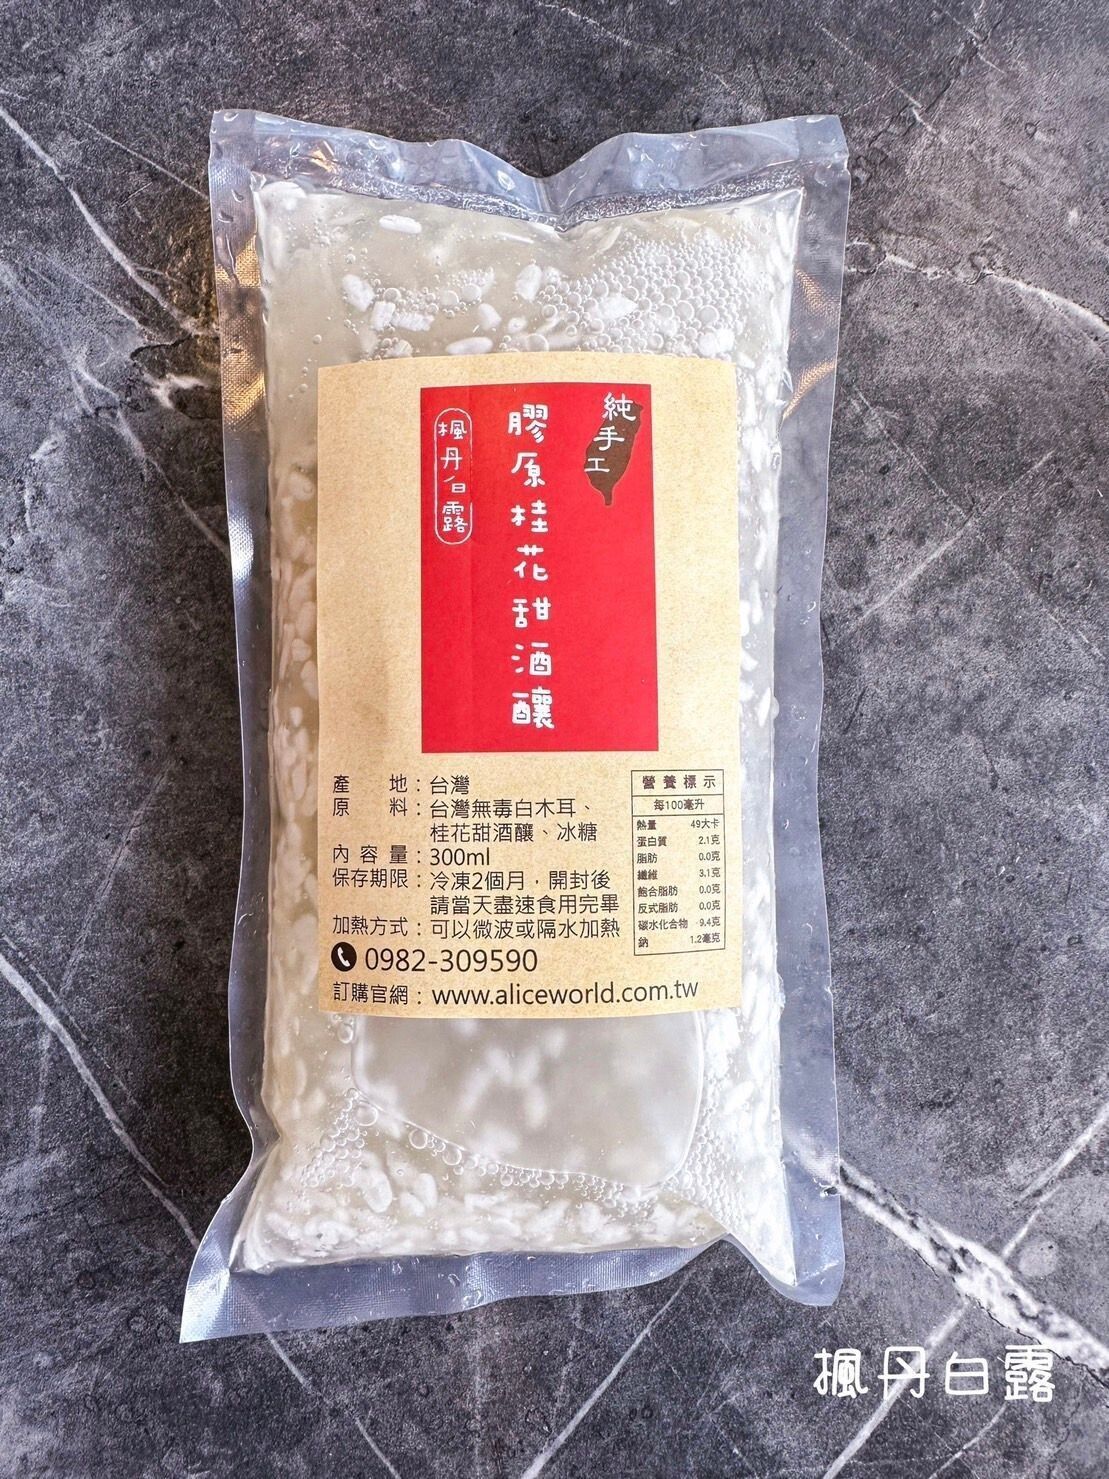 純手工
膠原桂花甜酒釀
楓丹白露
產　　地：台灣
原　　料：台灣無毒白木耳、
桂花甜酒釀、冰糖
內 容 量：300ml
保存期限：冷凍2個月，開封後
請當天盡速食用完畢
加熱方式：可以微波或隔水加熱
0982-309590
訂購官網：www.aliceworld.com.tw
營養標示
每100毫升
熱量 49大卡
蛋白質 2.1克
脂肪 0.0克
纖維 3.1克
飽合脂肪 0.0克
反式脂肪 0.0克
碳水化合物 9.4克
鈉 1.2毫克
楓丹白露